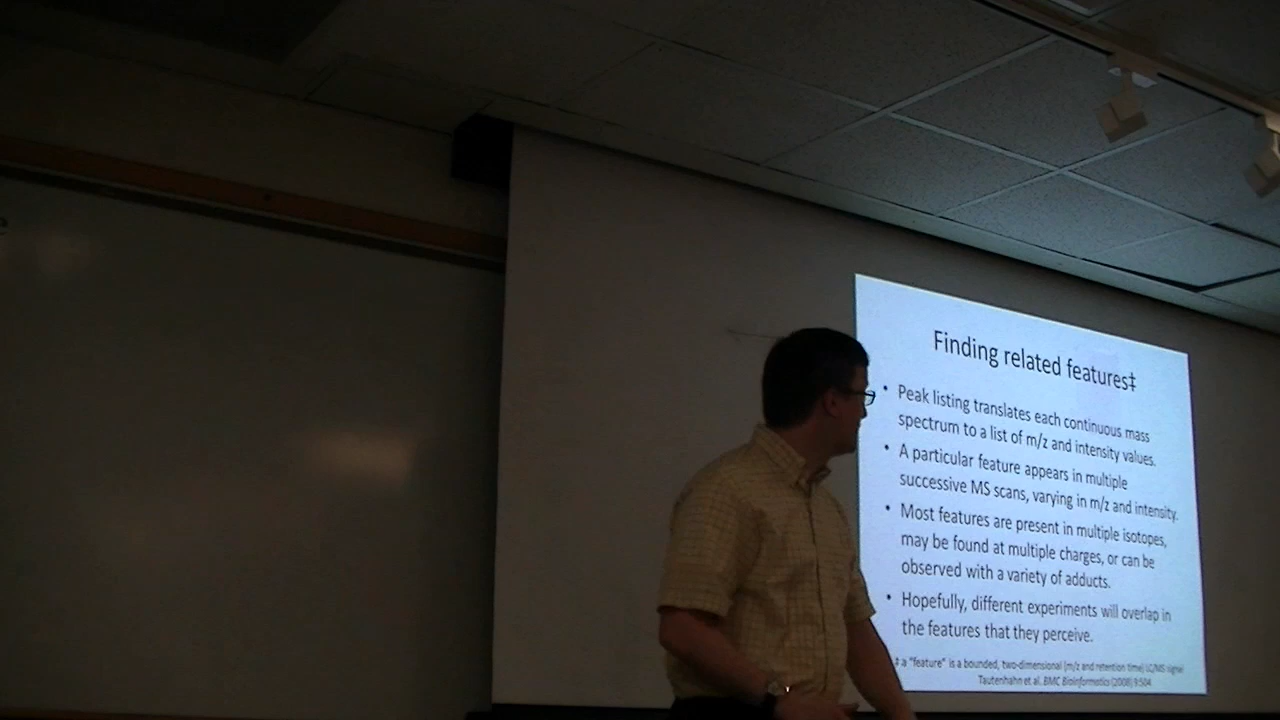 Finding related features‡
• Peak listing translates each continuous mass
spectrum to a list of m/z and intensity values.
• A particular feature appears in multiple
successive MS scans, varying in m/z and intensity.
• Most features are present in multiple isotopes,
may be found at multiple charges, or can be
observed with a variety of adducts.
• Hopefully, different experiments will overlap in
the features that they perceive.
‡ a "feature" is a bounded, two-dimensional (m/z and retention time) LC/MS signal
Tautenhahn et al. BMC Bioinformatics (2008) 9:504